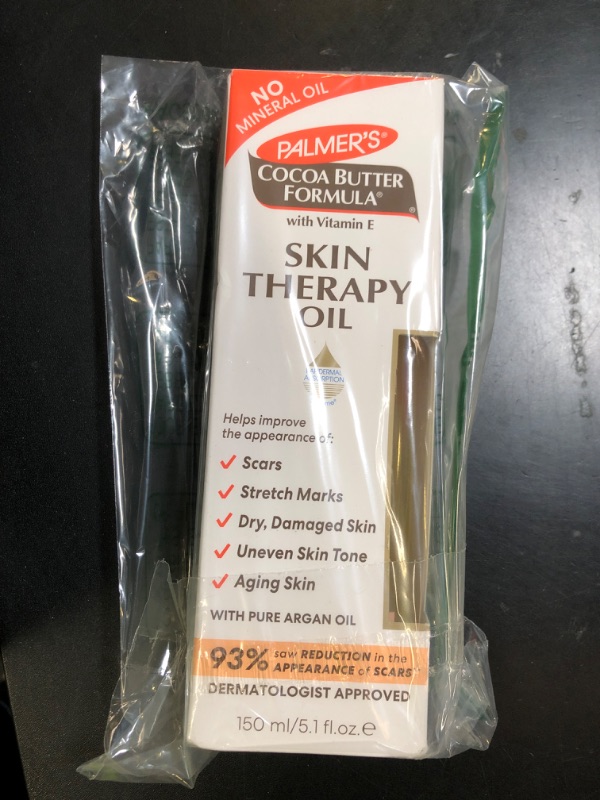 NO
MINERAL OIL
PALMER'S®
COCOA BUTTER
FORMULA®
with Vitamin E
SKIN
THERAPY
OIL
ABSORPTION
Helps improve
the appearance of:
✓ Scars
✓ Stretch Marks
✓ Dry, Damaged Skin
✓ Uneven Skin Tone
✓ Aging Skin
WITH PURE ARGAN OIL
93% saw REDUCTION in the
APPEARANCE of SCARS
DERMATOLOGIST APPROVED
150 ml/5.1 fl.oz.℮